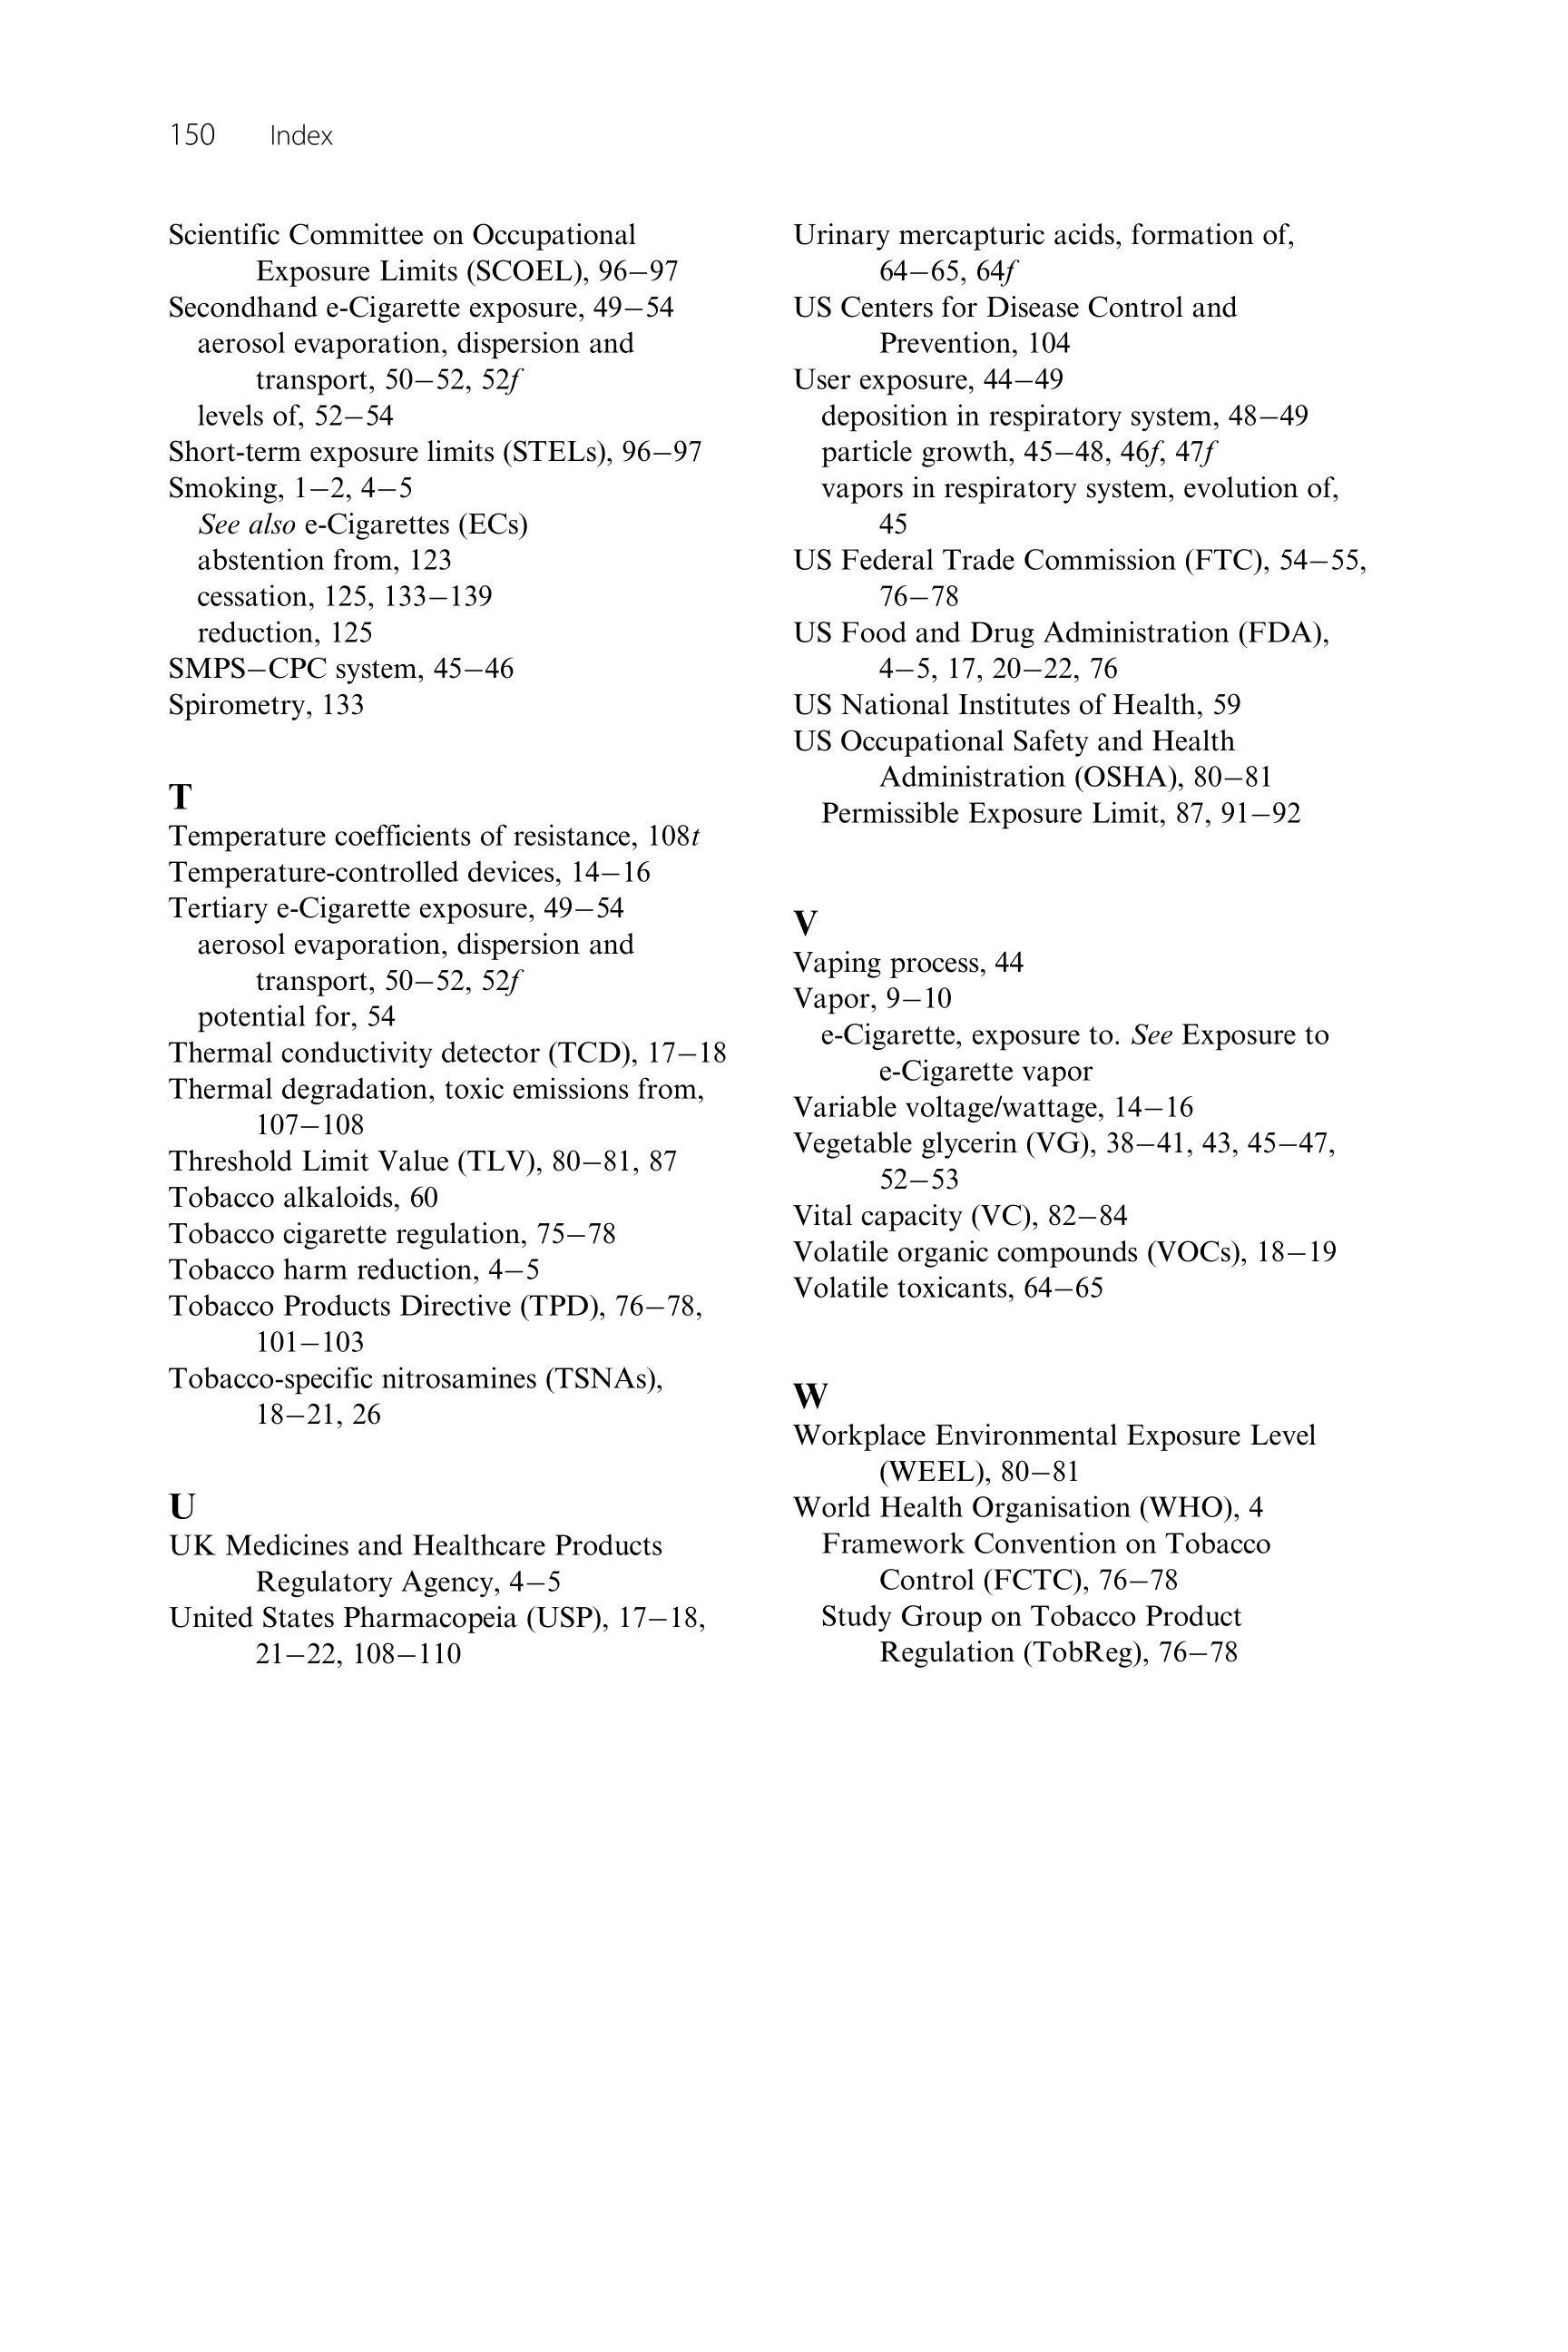 150 Index
Scientific Committee on Occupational
Exposure Limits (SCOEL), 96–97
Secondhand e-Cigarette exposure, 49–54
aerosol evaporation, dispersion and
transport, 50–52, 52f
levels of, 52–54
Short-term exposure limits (STELs), 96–97
Smoking, 1–2, 4–5
See also e-Cigarettes (ECs)
abstention from, 123
cessation, 125, 133–139
reduction, 125
SMPS–CPC system, 45–46
Spirometry, 133
T
Temperature coefficients of resistance, 108t
Temperature-controlled devices, 14–16
Tertiary e-Cigarette exposure, 49–54
aerosol evaporation, dispersion and
transport, 50–52, 52f
potential for, 54
Thermal conductivity detector (TCD), 17–18
Thermal degradation, toxic emissions from,
107–108
Threshold Limit Value (TLV), 80–81, 87
Tobacco alkaloids, 60
Tobacco cigarette regulation, 75–78
Tobacco harm reduction, 4–5
Tobacco Products Directive (TPD), 76–78,
101–103
Tobacco-specific nitrosamines (TSNAs),
18–21, 26
U
UK Medicines and Healthcare Products
Regulatory Agency, 4–5
United States Pharmacopeia (USP), 17–18,
21–22, 108–110
Urinary mercapturic acids, formation of,
64–65, 64f
US Centers for Disease Control and
Prevention, 104
User exposure, 44–49
deposition in respiratory system, 48–49
particle growth, 45–48, 46f, 47f
vapors in respiratory system, evolution of,
45
US Federal Trade Commission (FTC), 54–55,
76–78
US Food and Drug Administration (FDA),
4–5, 17, 20–22, 76
US National Institutes of Health, 59
US Occupational Safety and Health
Administration (OSHA), 80–81
Permissible Exposure Limit, 87, 91–92
V
Vaping process, 44
Vapor, 9–10
e-Cigarette, exposure to. See Exposure to
e-Cigarette vapor
Variable voltage/wattage, 14–16
Vegetable glycerin (VG), 38–41, 43, 45–47,
52–53
Vital capacity (VC), 82–84
Volatile organic compounds (VOCs), 18–19
Volatile toxicants, 64–65
W
Workplace Environmental Exposure Level
(WEEL), 80–81
World Health Organisation (WHO), 4
Framework Convention on Tobacco
Control (FCTC), 76–78
Study Group on Tobacco Product
Regulation (TobReg), 76–78